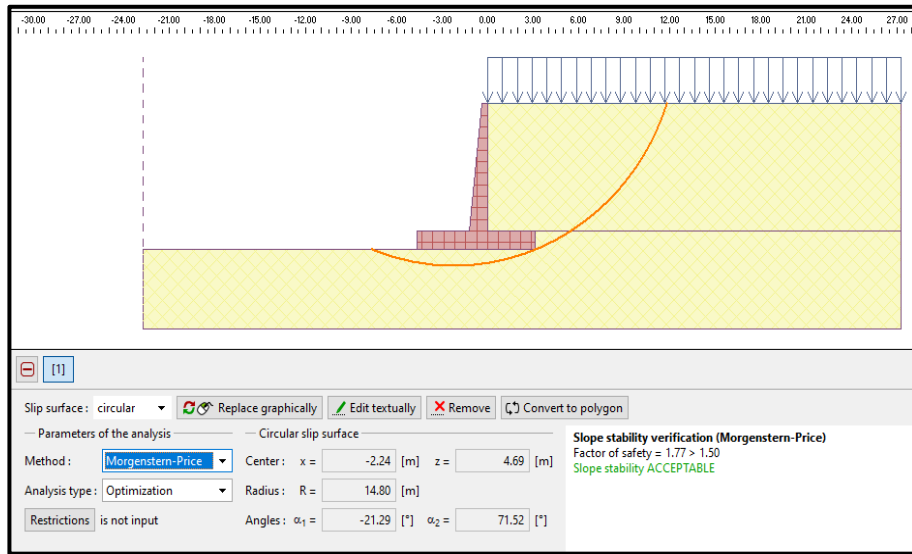 -30.00 -27.00 -24.00 -21.00 -18.00 -15.00 -12.00 -9.00 -6.00 -3.00 0.00 3.00 6.00 9.00 12.00 15.00 18.00 21.00 24.00 27.00
[1]
Slip surface : circular Replace graphically Edit textually Remove Convert to polygon
Parameters of the analysis
Method : Morgenstern-Price
Analysis type : Optimization
Restrictions is not input
Circular slip surface
Center : x = -2.24 [m] z = 4.69 [m]
Radius : R = 14.80 [m]
Angles : α1 = -21.29 [°] α2 = 71.52 [°]
Slope stability verification (Morgenstern-Price)
Factor of safety = 1.77 > 1.50
Slope stability ACCEPTABLE